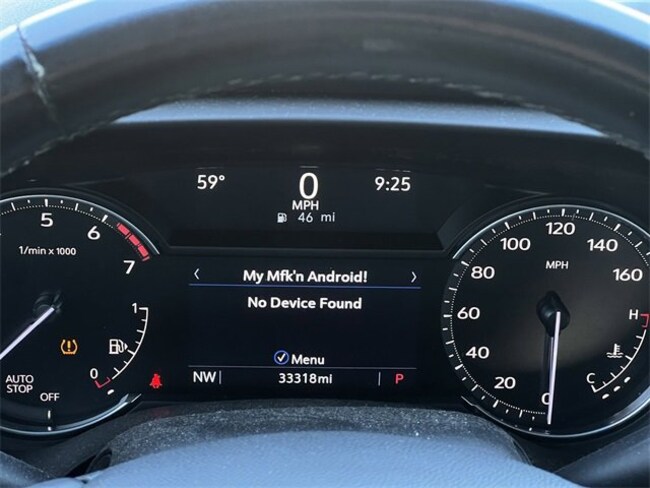 59° 0 9:25
MPH
46 mi
5 6 7
1/min x 1000
1
0
AUTO
STOP
OFF
< My Mfk'n Android! >
No Device Found
Menu
NW 33318mi P
0 20 40 60 80 100 120 140 160
MPH
H
C